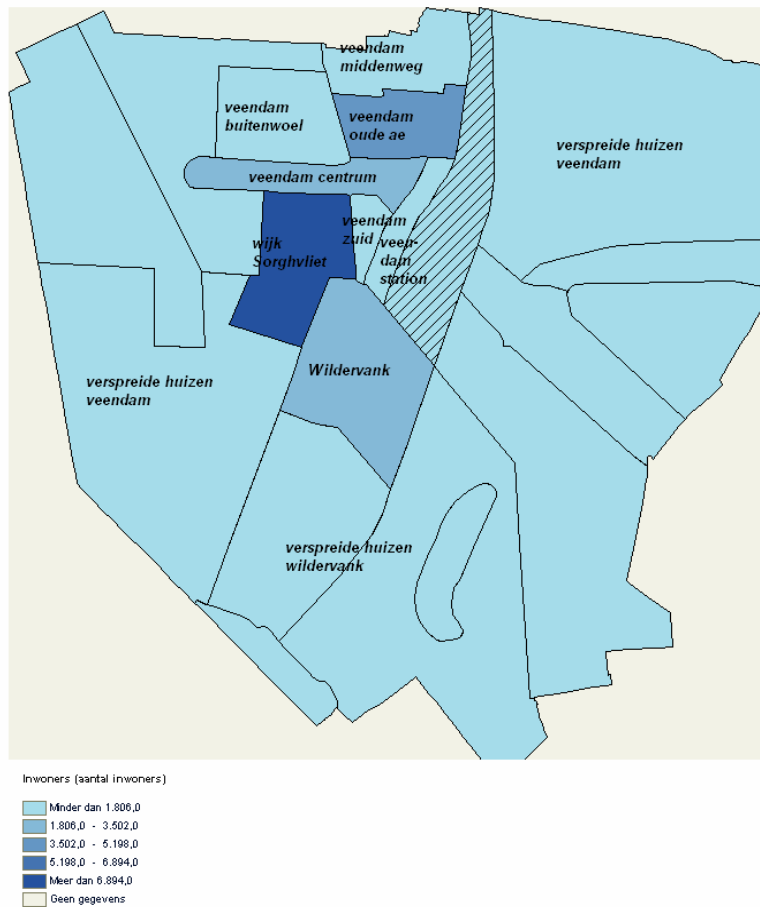 veendam
middenweg
veendam
buitenwoel
veendam
oude ae
verspreide huizen
veendam
veendam centrum
veendam
zuid
wijk
Sorghvliet
veen-
dam
station
Wildervank
verspreide huizen
veendam
verspreide huizen
wildervank
Inwoners (aantal inwoners)
Minder dan 1.806,0
1.806,0 - 3.502,0
3.502,0 - 5.198,0
5.198,0 - 6.894,0
Meer dan 6.894,0
Geen gegevens